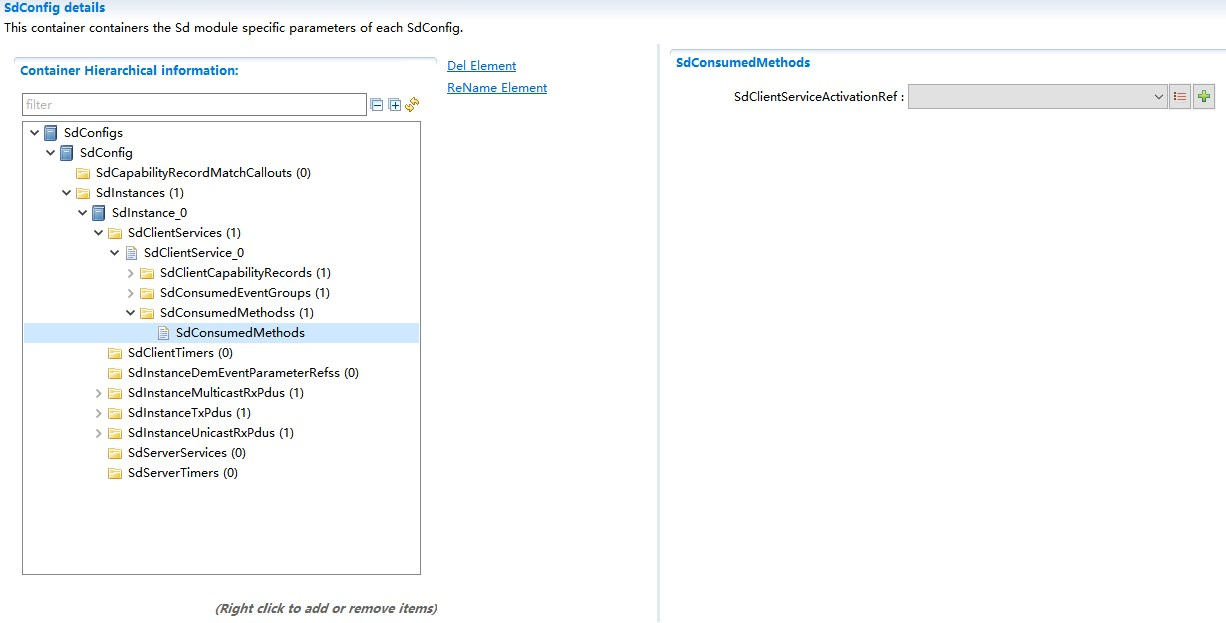 SdConfig details
This container containers the Sd module specific parameters of each SdConfig.
Container Hierarchical information:
Del Element
ReName Element
filter
SdConfigs
SdConfig
SdCapabilityRecordMatchCallouts (0)
SdInstances (1)
SdInstance_0
SdClientServices (1)
SdClientService_0
SdClientCapabilityRecords (1)
SdConsumedEventGroups (1)
SdConsumedMethodss (1)
SdConsumedMethods
SdClientTimers (0)
SdInstanceDemEventParameterRefss (0)
SdInstanceMulticastRxPdus (1)
SdInstanceTxPdus (1)
SdInstanceUnicastRxPdus (1)
SdServerServices (0)
SdServerTimers (0)
(Right click to add or remove items)
SdConsumedMethods
SdClientServiceActivationRef :